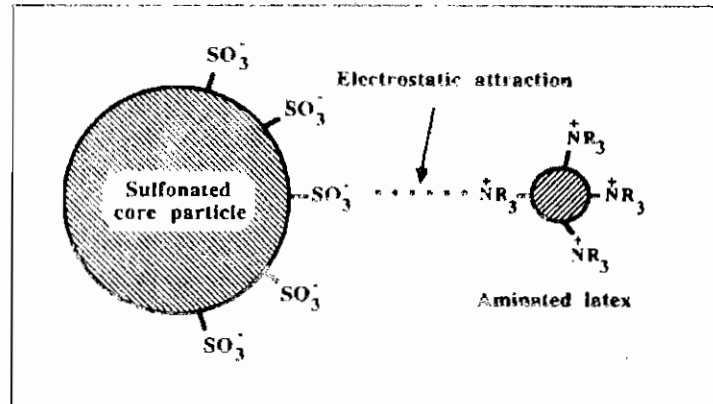 SO₃⁻
Electrostatic attraction
SO₃⁻
⁺NR₃
Sulfonated
core particle
SO₃⁻
⁺NR₃
⁺NR₃
SO₃⁻
⁺NR₃
Aminated latex
SO₃⁻